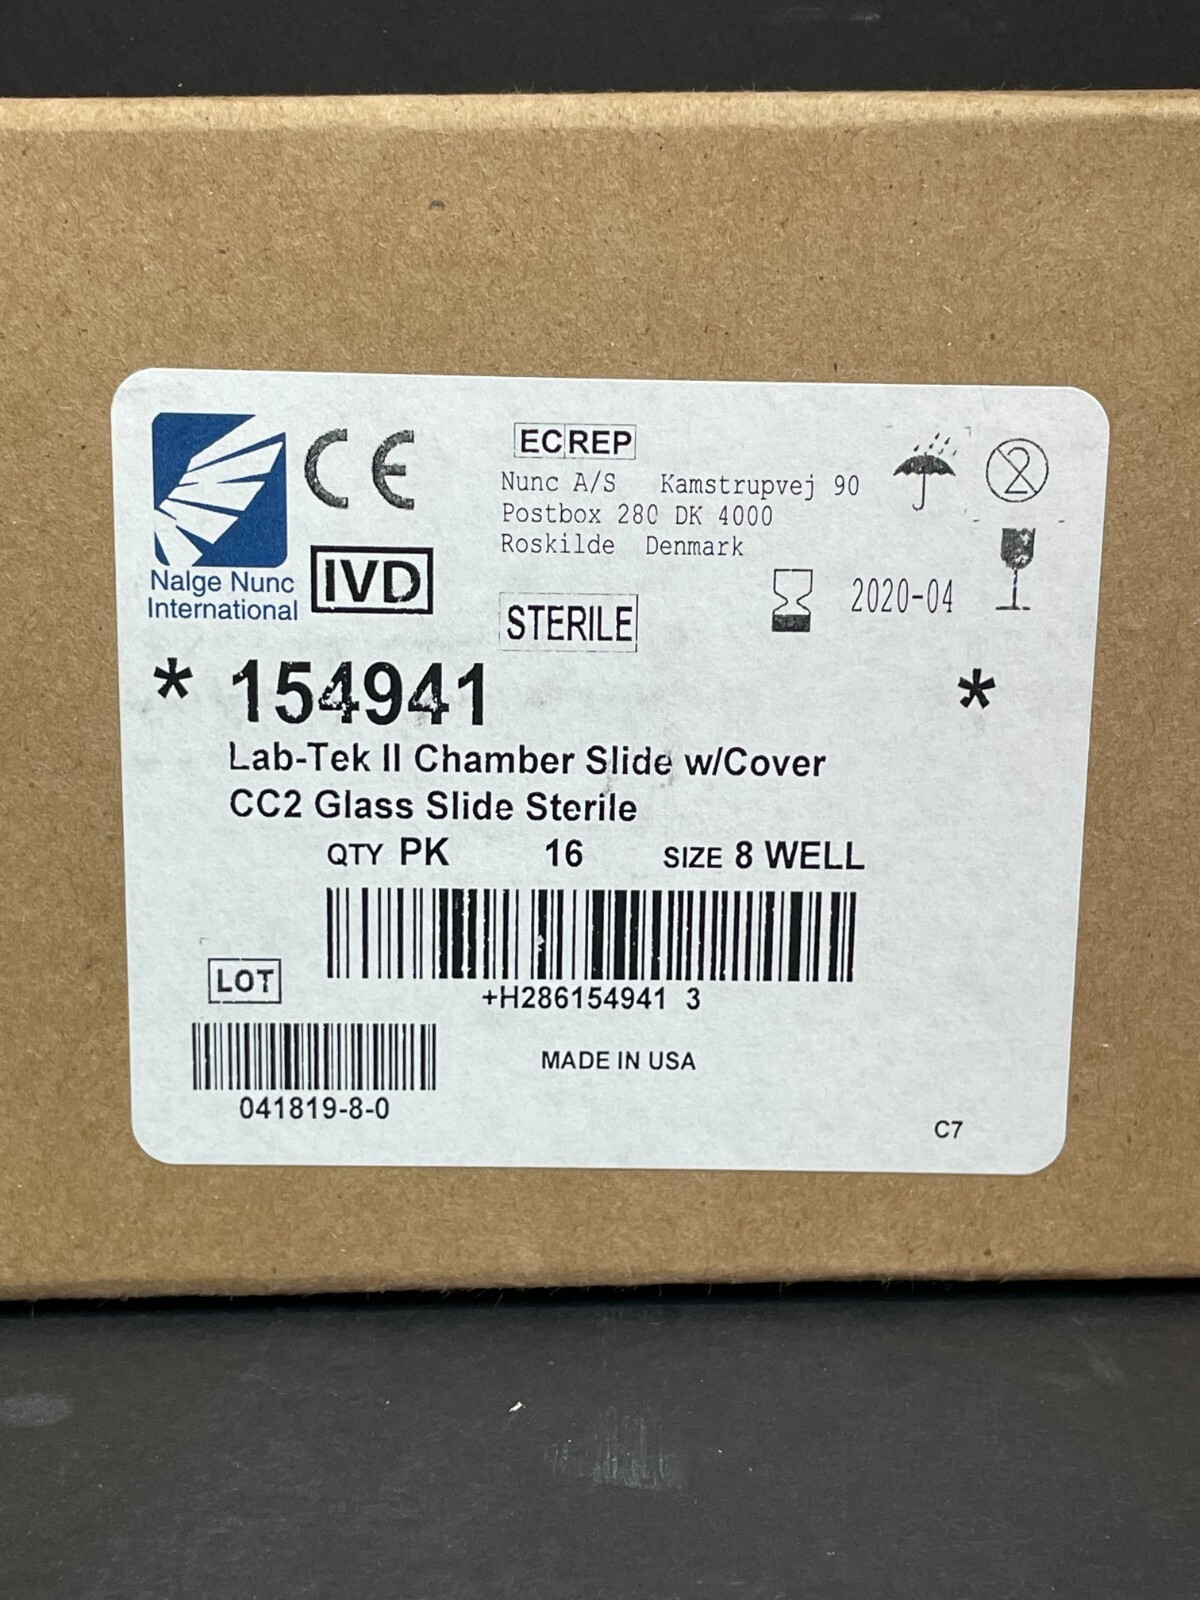 CE
EC REP
Nunc A/S Kamstrupvej 90
Postbox 280 DK 4000
Roskilde Denmark
2
Nalge Nunc
International
IVD
STERILE
2020-04
* 154941 *
Lab-Tek II Chamber Slide w/Cover
CC2 Glass Slide Sterile
QTY PK 16 SIZE 8 WELL
+H286154941 3
LOT
041819-8-0
MADE IN USA
C7